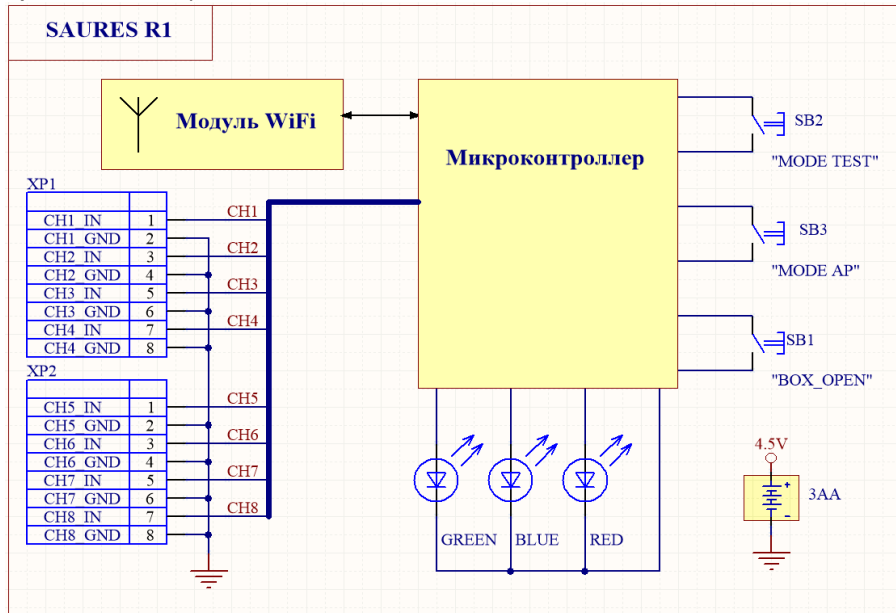 SAURES R1
Модуль WiFi
Микроконтроллер
SB2
"MODE TEST"
SB3
"MODE AP"
SB1
"BOX_OPEN"
XP1
CH1_IN 1 CH1
CH1_GND 2
CH2_IN 3 CH2
CH2_GND 4
CH3_IN 5 CH3
CH3_GND 6
CH4_IN 7 CH4
CH4_GND 8
XP2
CH5_IN 1 CH5
CH5_GND 2
CH6_IN 3 CH6
CH6_GND 4
CH7_IN 5 CH7
CH7_GND 6
CH8_IN 7 CH8
CH8_GND 8
GREEN BLUE RED
4.5V
+
3AA
-